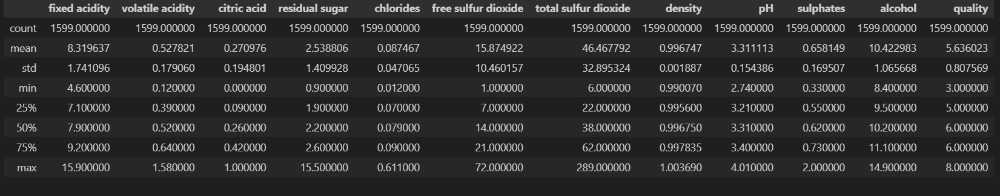 fixed acidity volatile acidity citric acid residual sugar chlorides free sulfur dioxide total sulfur dioxide density pH sulphates alcohol quality
count 1599.000000 1599.000000 1599.000000 1599.000000 1599.000000 1599.000000 1599.000000 1599.000000 1599.000000 1599.000000 1599.000000 1599.000000
mean 8.319637 0.527821 0.270976 2.538806 0.087467 15.874922 46.467792 0.996747 3.311113 0.658149 10.422983 5.636023
std 1.741096 0.179060 0.194801 1.409928 0.047065 10.460157 32.895324 0.001887 0.154386 0.169507 1.065668 0.807569
min 4.600000 0.120000 0.000000 0.900000 0.012000 1.000000 6.000000 0.990070 2.740000 0.330000 8.400000 3.000000
25% 7.100000 0.390000 0.090000 1.900000 0.070000 7.000000 22.000000 0.995600 3.210000 0.550000 9.500000 5.000000
50% 7.900000 0.520000 0.260000 2.200000 0.079000 14.000000 38.000000 0.996750 3.310000 0.620000 10.200000 6.000000
75% 9.200000 0.640000 0.420000 2.600000 0.090000 21.000000 62.000000 0.997835 3.400000 0.730000 11.100000 6.000000
max 15.900000 1.580000 1.000000 15.500000 0.611000 72.000000 289.000000 1.003690 4.010000 2.000000 14.900000 8.000000